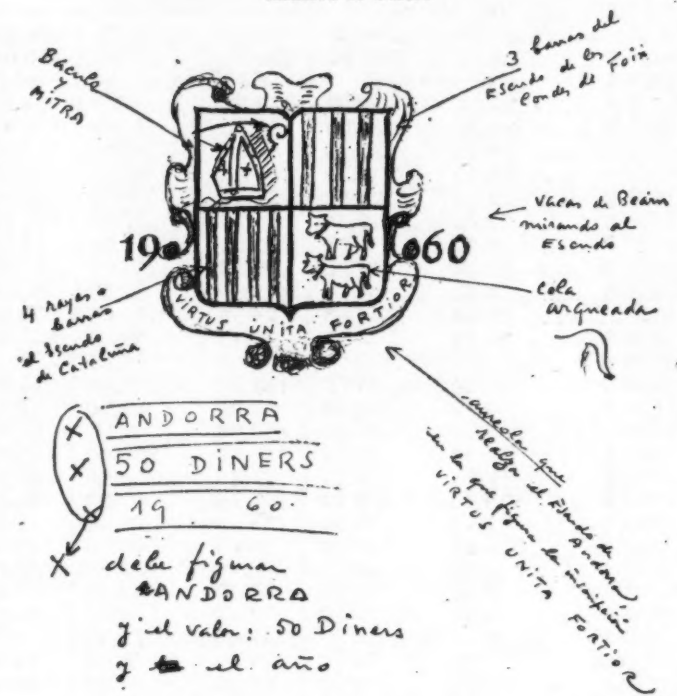 Báculo
y
MITRA
3 barras del
Escudo de los
Condes de Foix
vacas de Bearn
mirando al
Escudo
19 60
cola
arqueada
4 rayas o
barras
el Escudo
de Cataluña
VIRTUS UNITA FORTIOR
aureola que
realza el Escudo de
Andorra,
en la que figura la inscripción
VIRTUS UNITA FORTIOR
ANDORRA
50 DINERS
19 60.
debe figurar
ANDORRA
y el valor: 50 Diners
y el año